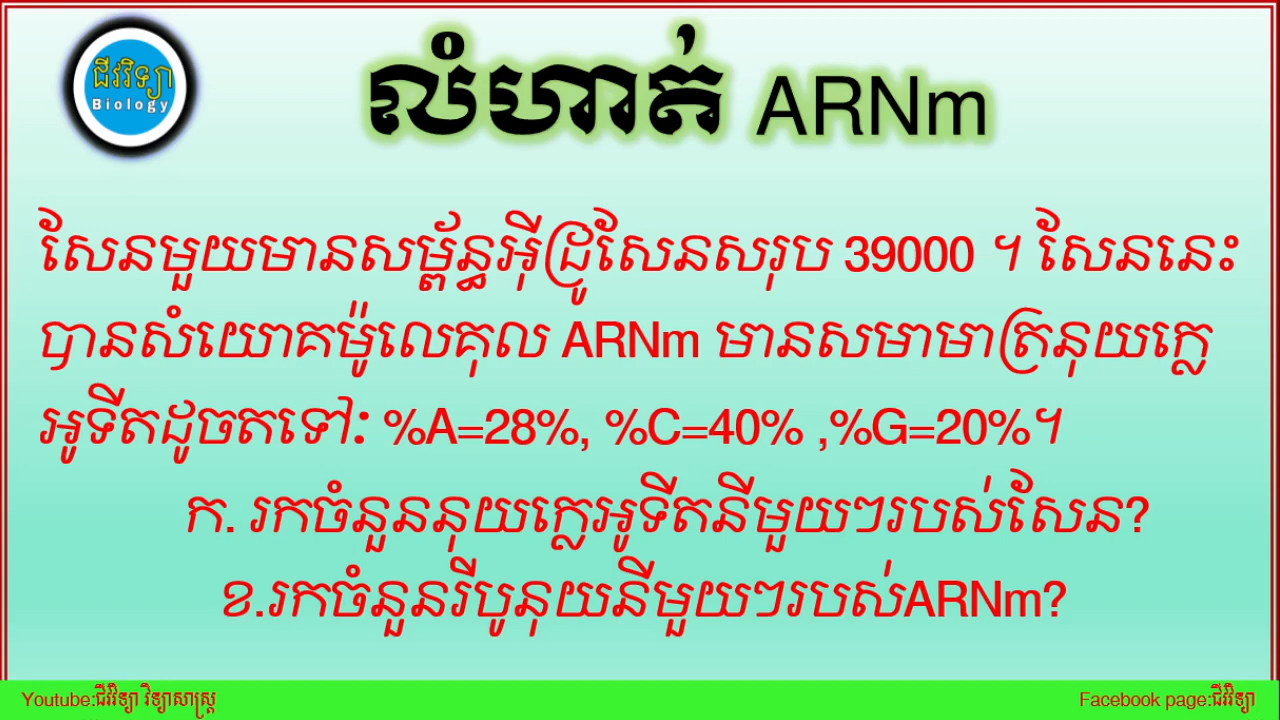 ជីវវិទ្យា
Biology
លំហាត់ ARNm
សែនមួយមានសម្ព័ន្ធអ៊ីដ្រូសែនសរុប 39000 ។ សែននេះ
បានសំយោគម៉ូលេគុល ARNm មានសមាមាត្រនុយក្លេ
អូទីតដូចតទៅ: %A=28%, %C=40% ,%G=20%។
ក. រកចំនួននុយក្លេអូទីតនីមួយៗរបស់សែន?
ខ.រកចំនួនរីបូនុយនីមួយៗរបស់ARNm?
Youtube:ជីវវិទ្យា វិទ្យាសាស្ត្រ
Facebook page:ជីវវិទ្យា